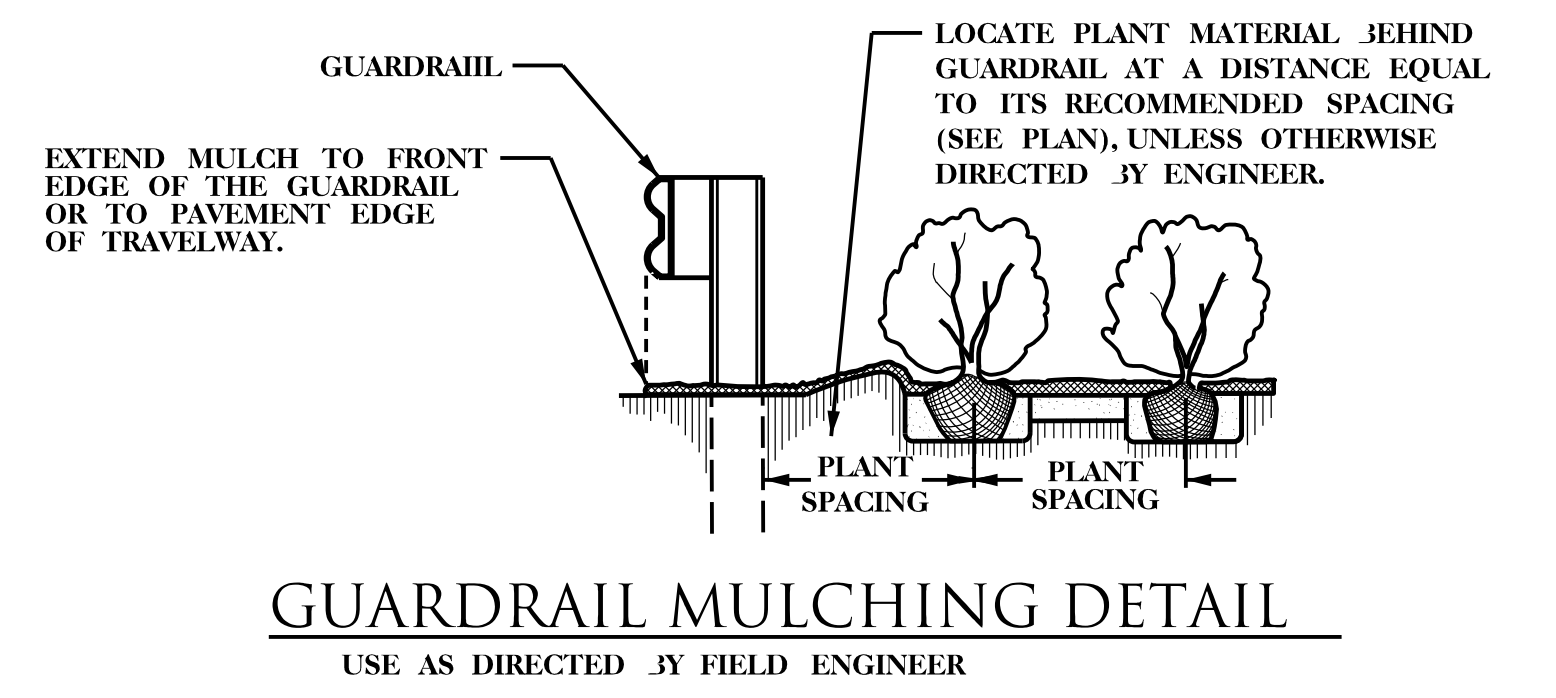 GUARDRAIIL
EXTEND MULCH TO FRONT
EDGE OF THE GUARDRAIL
OR TO PAVEMENT EDGE
OF TRAVELWAY.
LOCATE PLANT MATERIAL BEHIND
GUARDRAIL AT A DISTANCE EQUAL
TO ITS RECOMMENDED SPACING
(SEE PLAN), UNLESS OTHERWISE
DIRECTED BY ENGINEER.
PLANT
SPACING
PLANT
SPACING
GUARDRAIL MULCHING DETAIL
USE AS DIRECTED BY FIELD ENGINEER